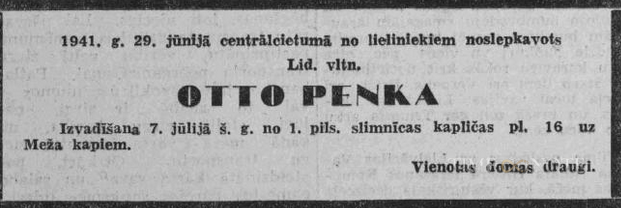 1941. g. 29. jūnijā centrālcietumā no lieliniekiem noslepkavots
Lid. vltn.
OTTO PENKA
Izvadīšana 7. jūlijā š. g. no 1. pils. slimnīcas kapličas pl. 16 uz
Meža kapiem.
Vienotus domas draugi.